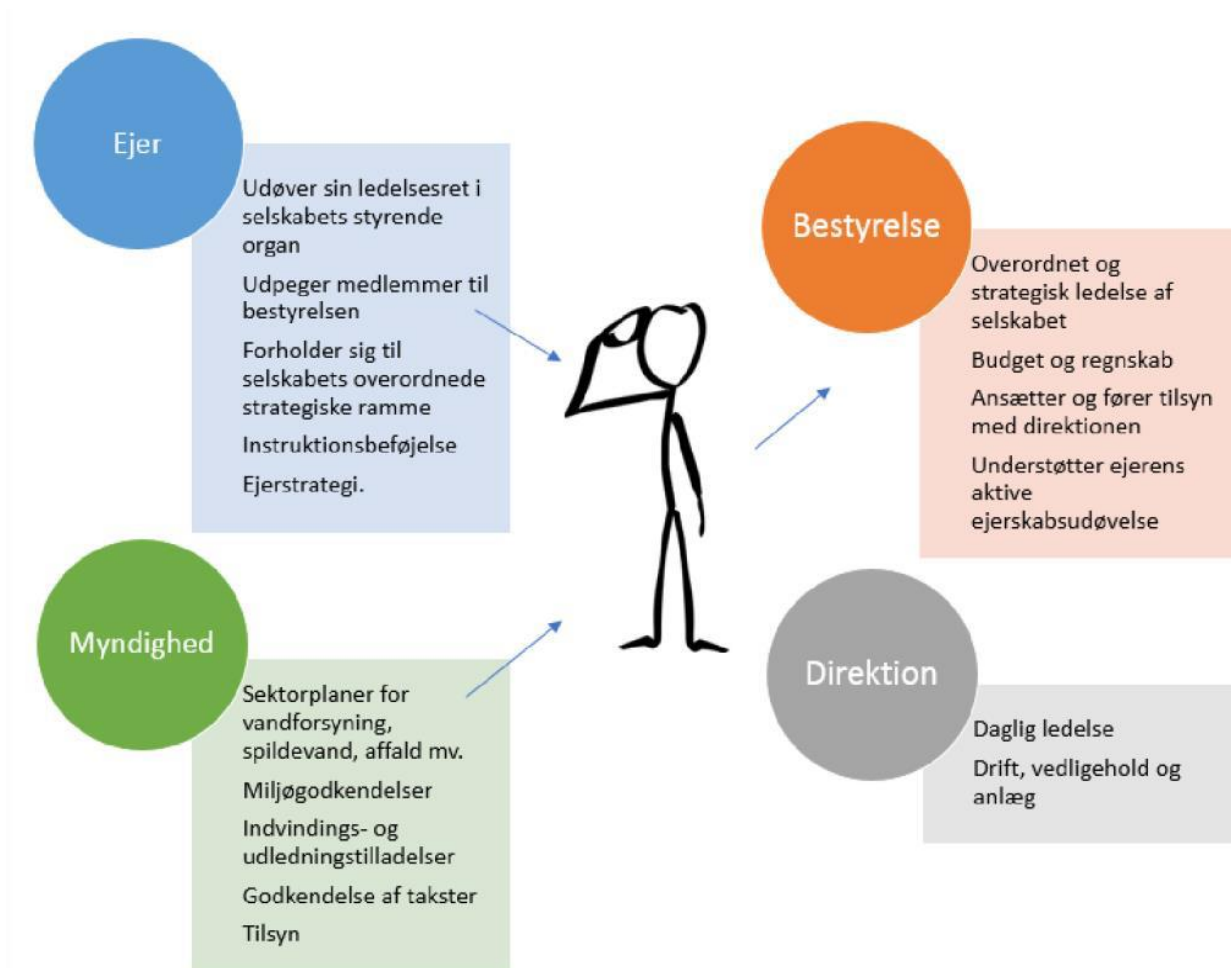 Ejer
Udøver sin ledelsesret i
selskabets styrende
organ
Udpeger medlemmer til
bestyrelsen
Forholder sig til
selskabets overordnede
strategiske ramme
Instruktionsbeføjelse
Ejerstrategi.
Myndighed
Sektorplaner for
vandforsyning,
spildevand, affald mv.
Miljøgodkendelser
Indvindings- og
udledningstilladelser
Godkendelse af takster
Tilsyn
Bestyrelse
Overordnet og
strategisk ledelse af
selskabet
Budget og regnskab
Ansætter og fører tilsyn
med direktionen
Understøtter ejerens
aktive
ejerskabsudøvelse
Direktion
Daglig ledelse
Drift, vedligehold og
anlæg